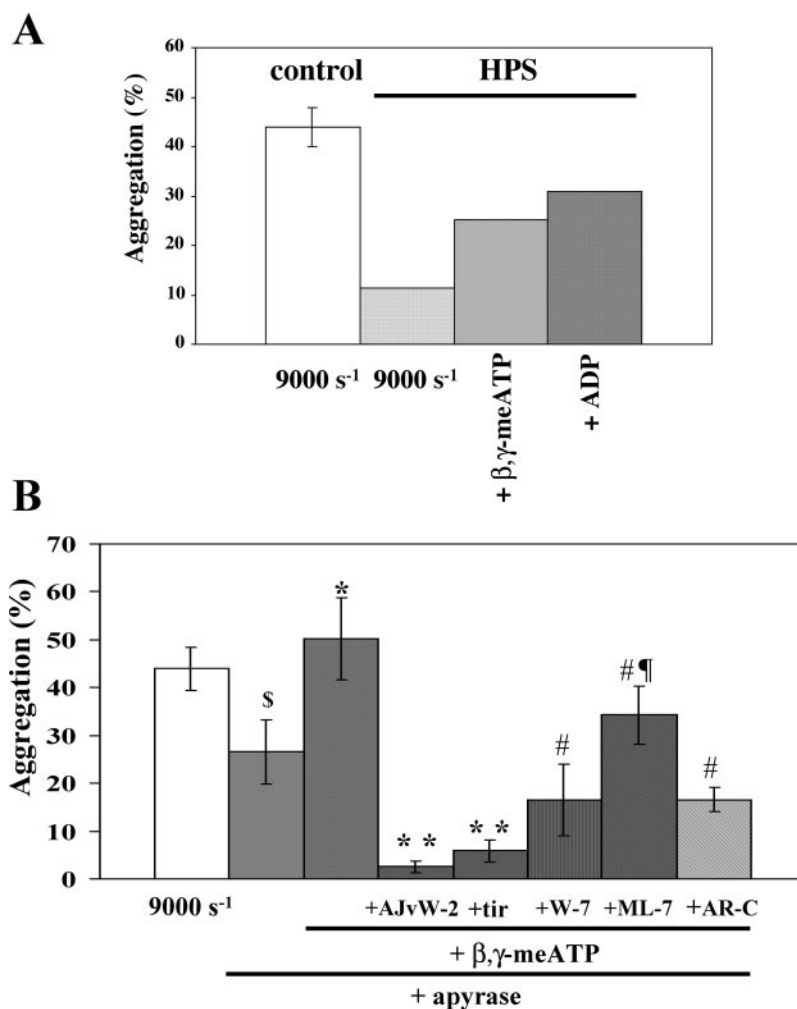 A
Aggregation (%)
60
50
40
30
20
10
0
control HPS
9000 s⁻¹ 9000 s⁻¹ + β,γ-meATP + ADP
B
Aggregation (%)
70
60
50
40
30
20
10
0
$ * ** ** # #¶ #
9000 s⁻¹ +AJvW-2 +tir +W-7 +ML-7 +AR-C
+ β,γ-meATP
+ apyrase